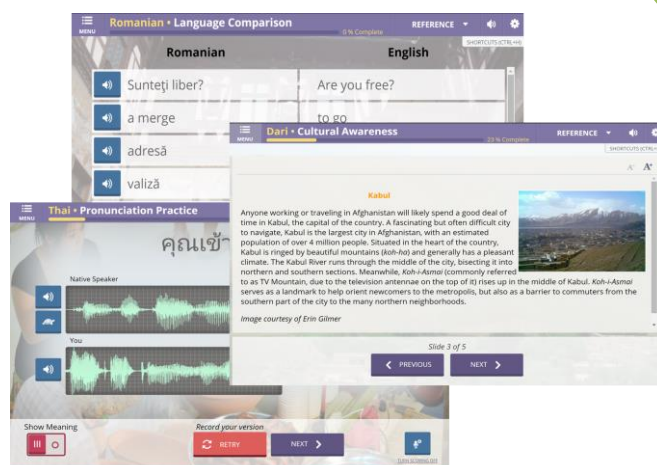 MENU
Romanian • Language Comparison
0 % Complete
REFERENCE
SHORTCUTS (CTRL+H)
Romanian
English
Sunteţi liber?
Are you free?
a merge
to go
adresă
valiză
MENU
Dari • Cultural Awareness
REFERENCE
SHORTCUTS (CTRL+
A- A+
Kabul
Anyone working or traveling in Afghanistan will likely spend a good deal of
time in Kabul, the capital of the country. A fascinating but often difficult city
to navigate, Kabul is the largest city in Afghanistan, with an estimated
population of over 4 million people. Situated in the heart of the country,
Kabul is ringed by beautiful mountains (koh-ha) and generally has a pleasant
climate. The Kabul River runs through the middle of the city, bisecting it into
northern and southern sections. Meanwhile, Koh-i-Asmai (commonly referred
to as TV Mountain, due to the television antennae on the top of it) rises up in the middle of Kabul. Koh-i-Asmai
serves as a landmark to help orient newcomers to the metropolis, but also as a barrier to commuters from the
southern part of the city to the many northern neighborhoods.
Image courtesy of Erin Gilmer
Slide 3 of 5
PREVIOUS
NEXT
MENU
Thai • Pronunciation Practice
คุณเข้า
Native Speaker
You
Show Meaning
Record your version
RETRY
NEXT